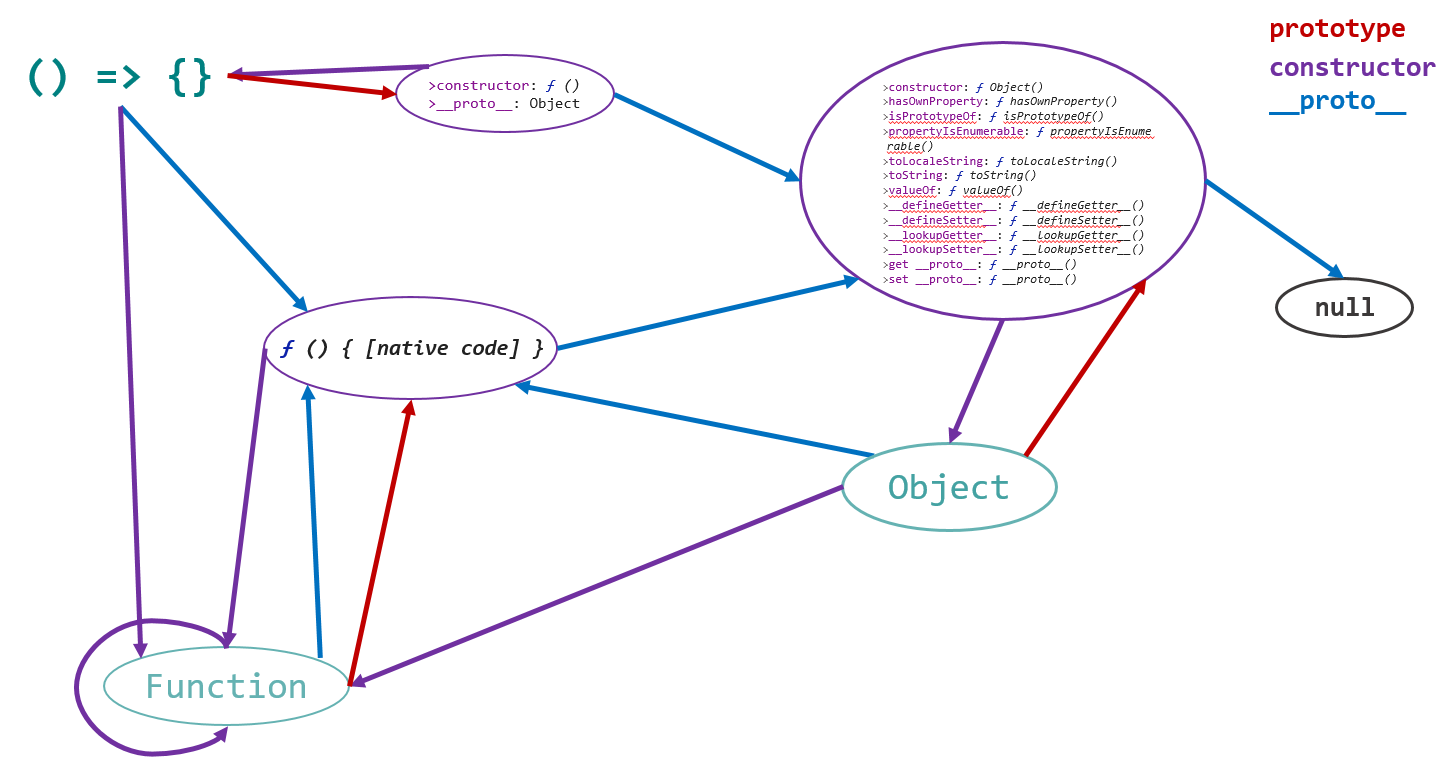 prototype
constructor
__proto__
() => {}
>constructor: ƒ ()
>__proto__: Object
>constructor: ƒ Object()
>hasOwnProperty: ƒ hasOwnProperty()
>isPrototypeOf: ƒ isPrototypeOf()
>propertyIsEnumerable: ƒ propertyIsEnume
rable()
>toLocaleString: ƒ toLocaleString()
>toString: ƒ toString()
>valueOf: ƒ valueOf()
>__defineGetter__: ƒ __defineGetter__()
>__defineSetter__: ƒ __defineSetter__()
>__lookupGetter__: ƒ __lookupGetter__()
>__lookupSetter__: ƒ __lookupSetter__()
>get __proto__: ƒ __proto__()
>set __proto__: ƒ __proto__()
null
ƒ () { [native code] }
Object
Function